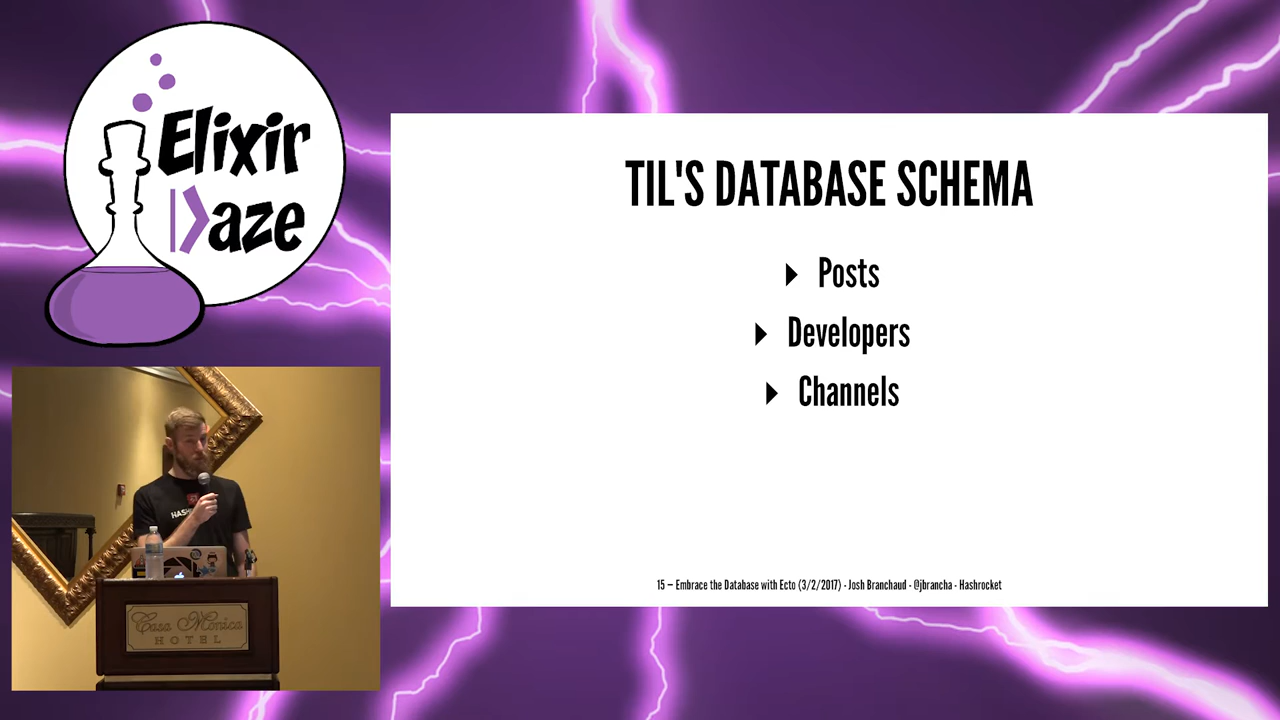 Elixir
Daze
TIL'S DATABASE SCHEMA
Posts
Developers
Channels
15 – Embrace the Database with Ecto (3/2/2017) - Josh Branchaud - @jbrancha - Hashrocket
Casa Monica
HOTEL